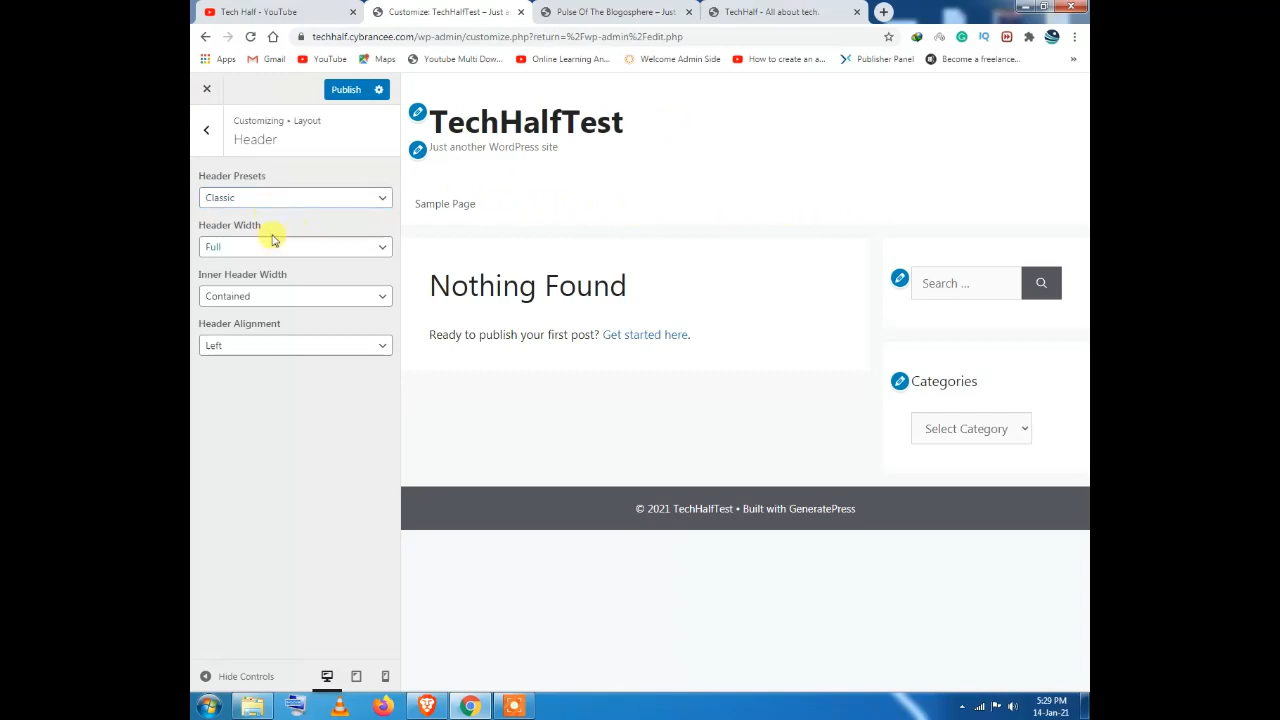 Tech Half - YouTube
Customize: TechHalfTest – Just a
Pulse Of The Blogosphere – Just
TechHalf - All about tech.
techhalf.cybrancee.com/wp-admin/customize.php?return=%2Fwp-admin%2Fedit.php
Apps
Gmail
YouTube
Maps
Youtube Multi Dow...
Online Learning An...
Welcome Admin Side
How to create an a...
Publisher Panel
Become a freelance...
Publish
Customizing • Layout
Header
Header Presets
Classic
Header Width
Full
Inner Header Width
Contained
Header Alignment
Left
Hide Controls
TechHalfTest
Just another WordPress site
Sample Page
Nothing Found
Ready to publish your first post? Get started here.
Search ...
Categories
Select Category
© 2021 TechHalfTest • Built with GeneratePress
5:29 PM
14-Jan-21